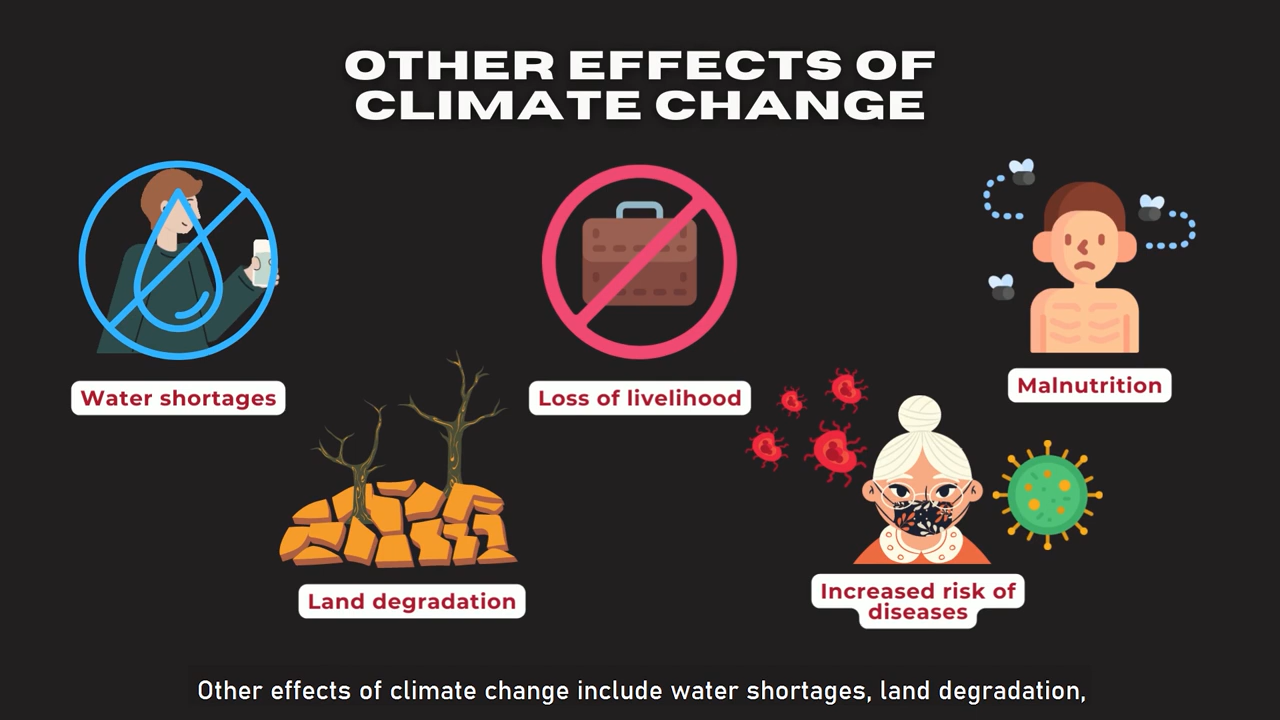 OTHER EFFECTS OF
CLIMATE CHANGE
Water shortages
Loss of livelihood
Malnutrition
Land degradation
Increased risk of
diseases
Other effects of climate change include water shortages, land degradation,